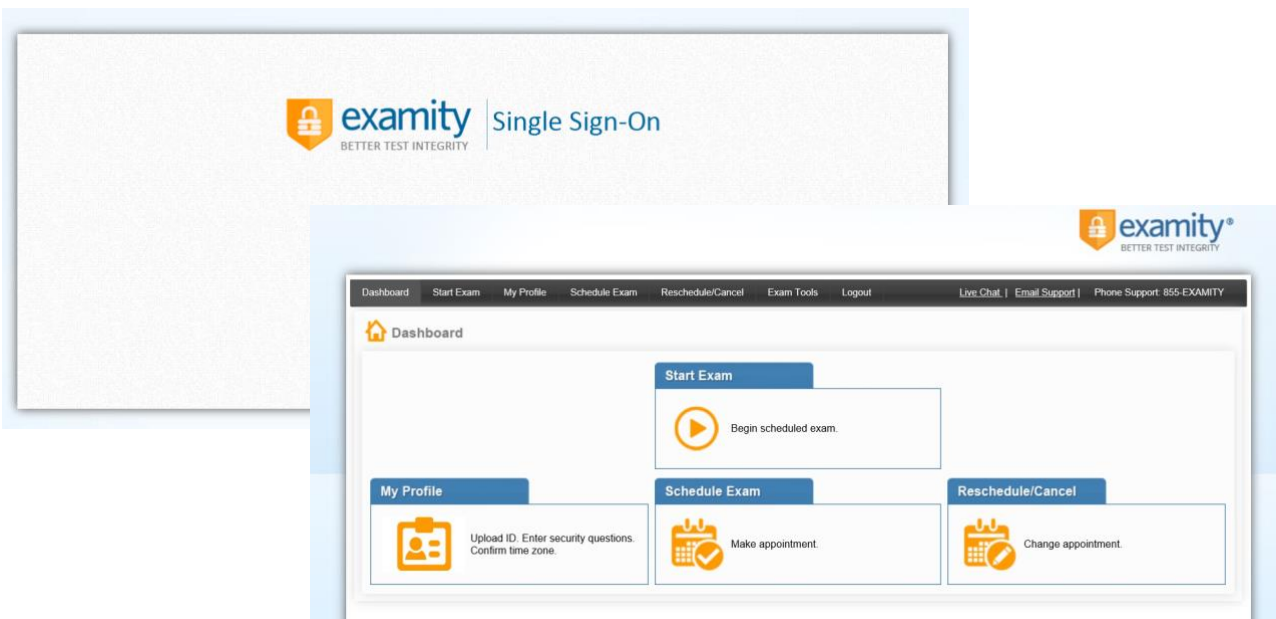 examity
BETTER TEST INTEGRITY
Single Sign-On
examity®
BETTER TEST INTEGRITY
Dashboard Start Exam My Profile Schedule Exam Reschedule/Cancel Exam Tools Logout Live Chat | Email Support | Phone Support: 855-EXAMITY
Dashboard
Start Exam
Begin scheduled exam.
My Profile
Upload ID. Enter security questions.
Confirm time zone.
Schedule Exam
Make appointment.
Reschedule/Cancel
Change appointment.